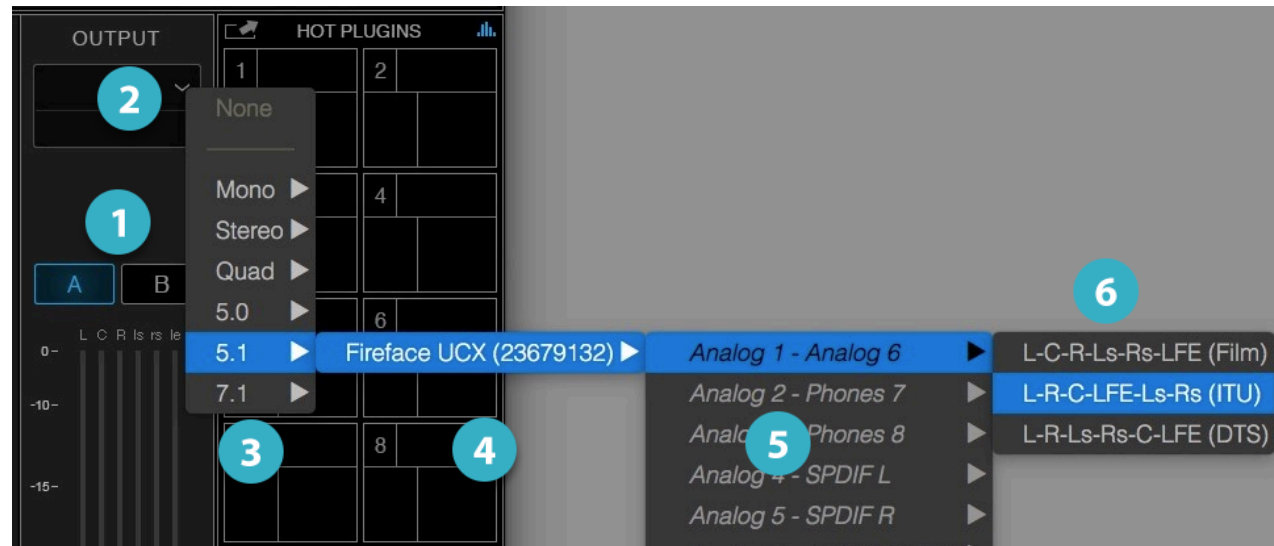 OUTPUT
HOT PLUGINS
1
2
2
None
Mono
4
1
Stereo
Quad
A
B
6
5.0
6
L C R ls rs le
0-
5.1
Fireface UCX (23679132)
Analog 1 - Analog 6
L-C-R-Ls-Rs-LFE (Film)
-10-
7.1
Analog 2 - Phones 7
L-R-C-LFE-Ls-Rs (ITU)
3
8
4
Phones 8
5
L-R-Ls-Rs-C-LFE (DTS)
-15-
Analog 4 - SPDIF L
Analog 5 - SPDIF R